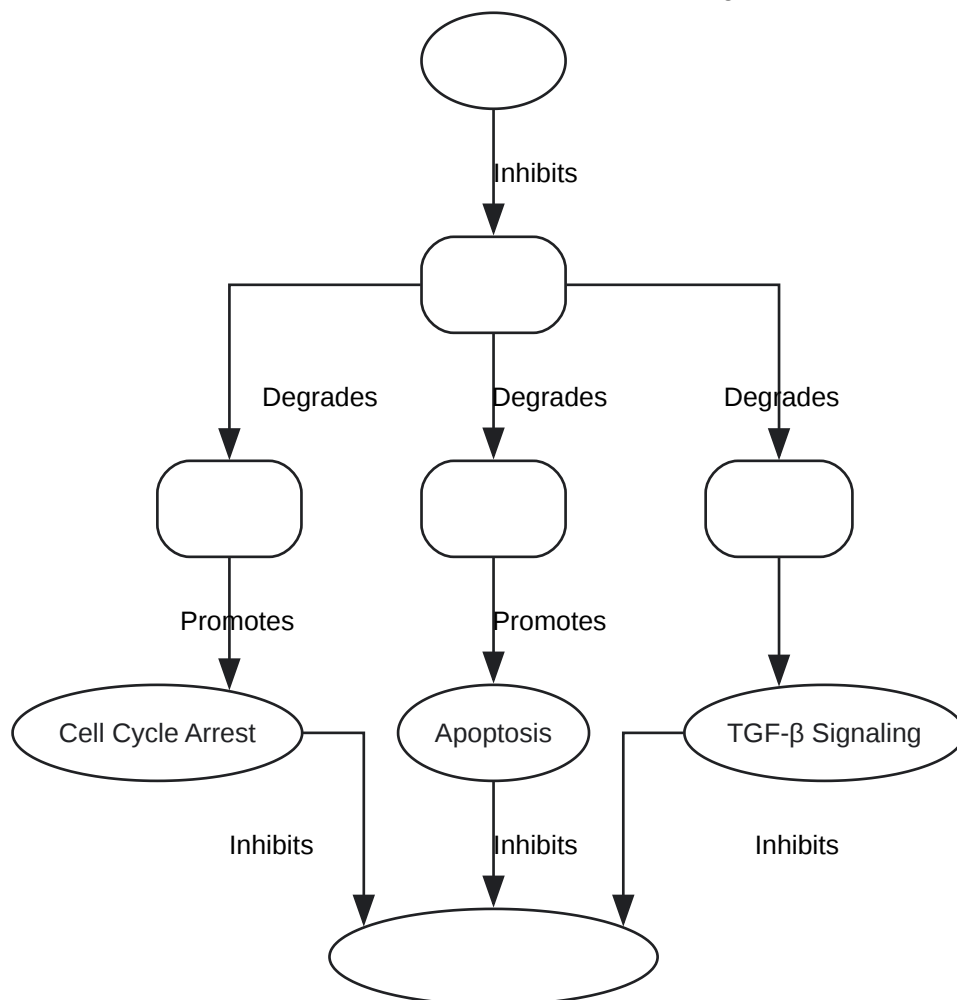 Inhibits
Degrades Degrades Degrades
Promotes Promotes
Cell Cycle Arrest Apoptosis TGF-β Signaling
Inhibits Inhibits Inhibits